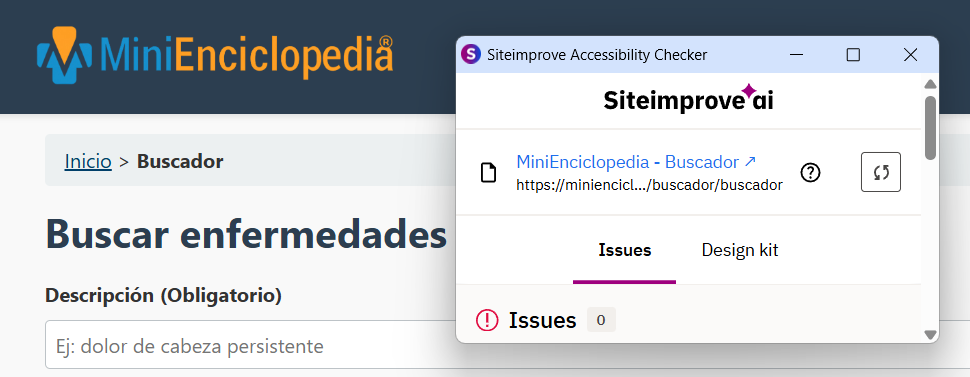 MiniEnciclopedia®
Inicio > Buscador
Buscar enfermedades
Descripción (Obligatorio)
Ej: dolor de cabeza persistente
S Siteimprove Accessibility Checker
Siteimprove ai
MiniEnciclopedia - Buscador ↗
https://miniencicl.../buscador/buscador
Issues Design kit
Issues 0